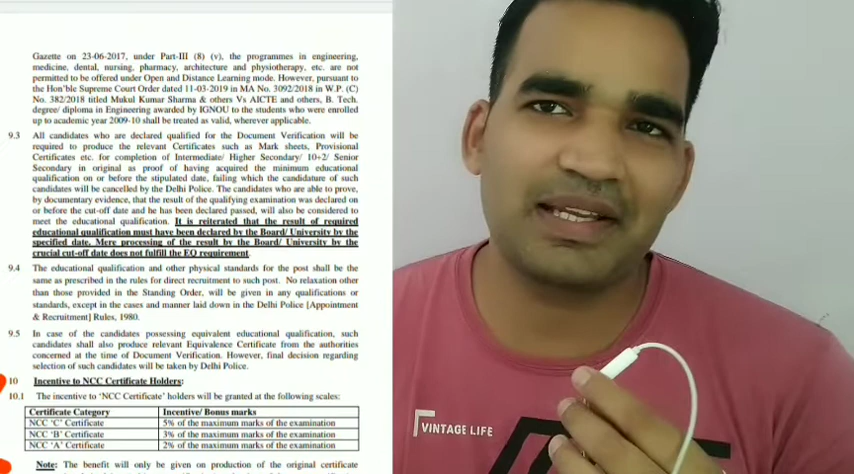 Gazette on 23-06-2017, under Part-III (8) (v), the programmes in engineering,
medicine, dental, nursing, pharmacy, architecture and physiotherapy, etc. are not
permitted to be offered under Open and Distance Learning mode. However, pursuant to
the Hon'ble Supreme Court Order dated 11-03-2019 in MA No. 3092/2018 in W.P. (C)
No. 382/2018 titled Mukul Kumar Sharma & others Vs AICTE and others, B. Tech.
degree/ diploma in Engineering awarded by IGNOU to the students who were enrolled
up to academic year 2009-10 shall be treated as valid, wherever applicable.
9.3 All candidates who are declared qualified for the Document Verification will be
required to produce the relevant Certificates such as Mark sheets, Provisional
Certificates etc. for completion of Intermediate/ Higher Secondary/ 10+2/ Senior
Secondary in original as proof of having acquired the minimum educational
qualification on or before the stipulated date, failing which the candidature of such
candidates will be cancelled by the Delhi Police. The candidates who are able to prove,
by documentary evidence, that the result of the qualifying examination was declared on
or before the cut-off date and he has been declared passed, will also be considered to
meet the educational qualification. It is reiterated that the result of required
educational qualification must have been declared by the Board/ University by the
specified date. Mere processing of the result by the Board/ University by the
crucial cut-off date does not fulfill the EQ requirement.
9.4 The educational qualification and other physical standards for the post shall be the
same as prescribed in the rules for direct recruitment to such post. No relaxation other
than those provided in the Standing Order, will be given in any qualifications or
standards, except in the cases and manner laid down in the Delhi Police [Appointment
& Recruitment] Rules, 1980.
9.5 In case of the candidates possessing equivalent educational qualification, such
candidates shall also produce relevant Equivalence Certificate from the authorities
concerned at the time of Document Verification. However, final decision regarding
selection of such candidates will be taken by Delhi Police.
10 Incentive to NCC Certificate Holders:
10.1 The incentive to 'NCC Certificate' holders will be granted at the following scales:
Certificate Category Incentive/ Bonus marks
NCC 'C' Certificate 5% of the maximum marks of the examination
NCC 'B' Certificate 3% of the maximum marks of the examination
NCC 'A' Certificate 2% of the maximum marks of the examination
Note: The benefit will only be given on production of the original certificate
VINTAGE LIFE